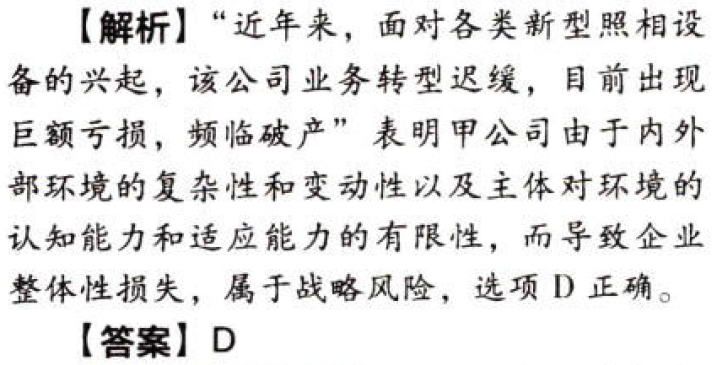 【解析】“近年来，面对各类新型照相设
备的兴起，该公司业务转型迟缓，目前出现
巨额亏损，频临破产”表明甲公司由于内外
部环境的复杂性和变动性以及主体对环境的
认知能力和适应能力的有限性，而导致企业
整体性损失，属于战略风险，选项 D 正确。
【答案】D